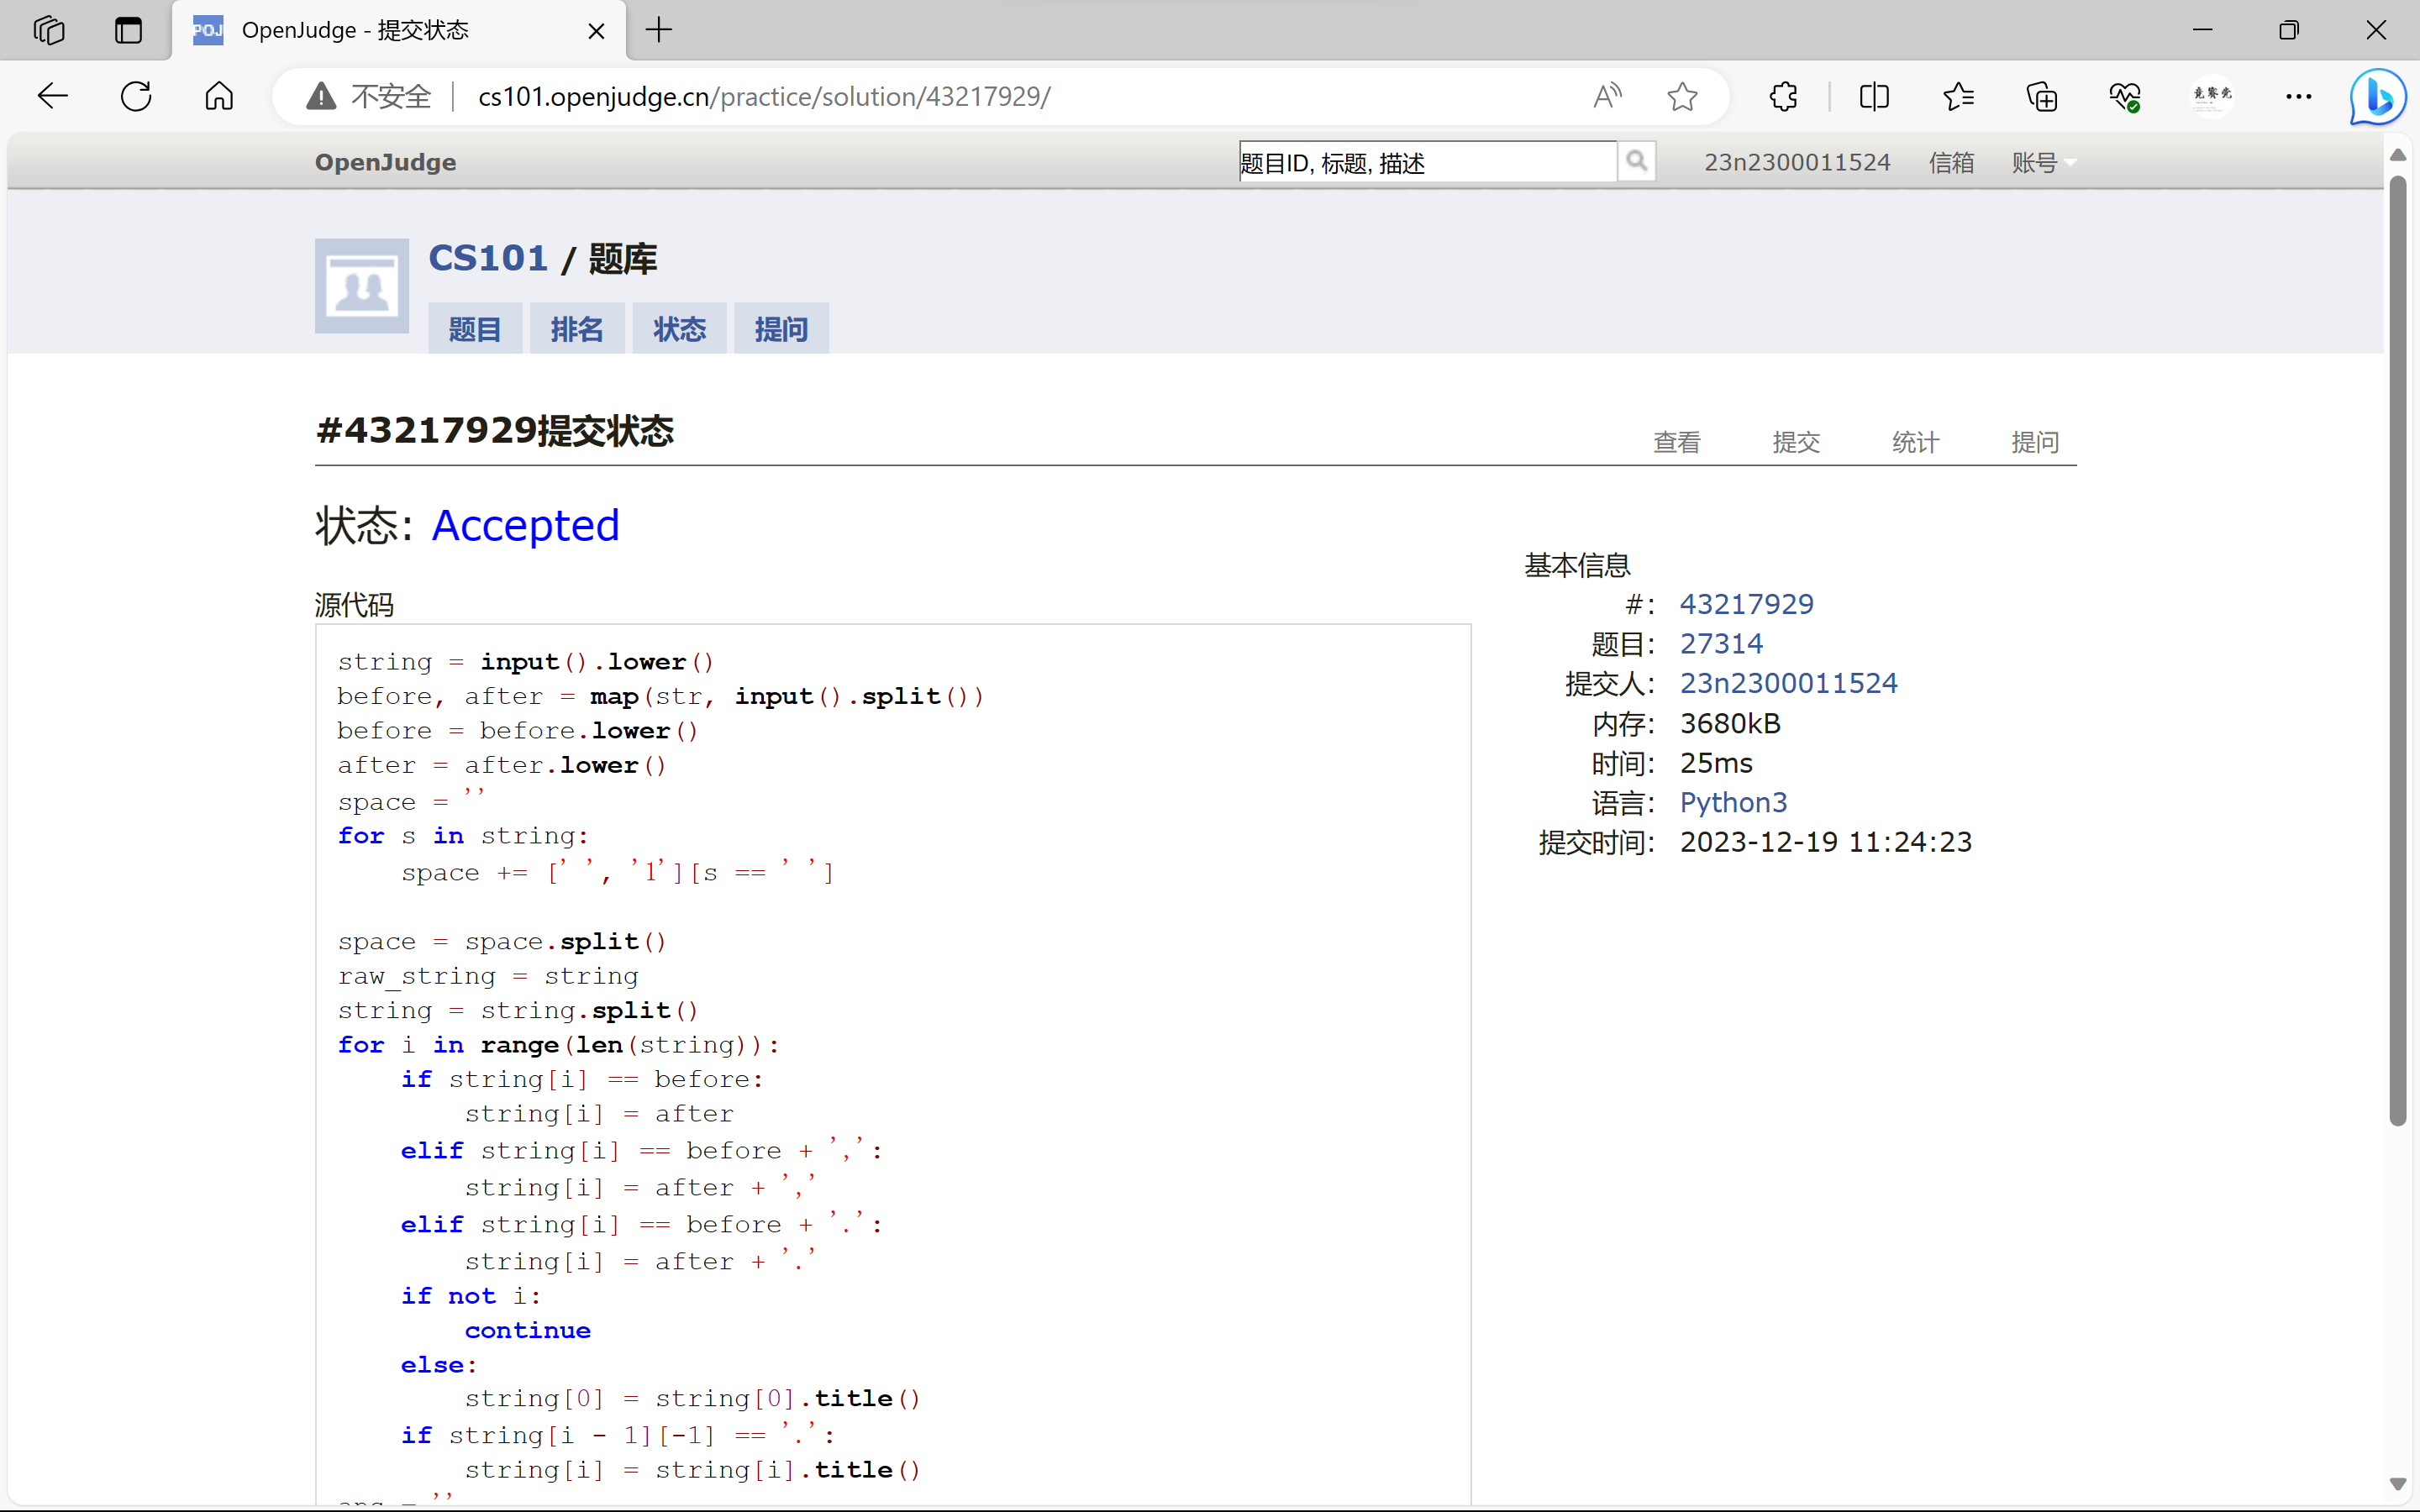 OpenJudge - 提交状态
不安全 cs101.openjudge.cn/practice/solution/43217929/
OpenJudge 题目ID, 标题, 描述 23n2300011524 信箱 账号
CS101 / 题库
题目 排名 状态 提问
#43217929提交状态 查看 提交 统计 提问
状态: Accepted
基本信息
#: 43217929
题目: 27314
提交人: 23n2300011524
内存: 3680kB
时间: 25ms
语言: Python3
提交时间: 2023-12-19 11:24:23
源代码
string = input().lower()
before, after = map(str, input().split())
before = before.lower()
after = after.lower()
space = ''
for s in string:
    space += [' ', '1'][s == ' ']
space = space.split()
raw_string = string
string = string.split()
for i in range(len(string)):
    if string[i] == before:
        string[i] = after
    elif string[i] == before + ',':
        string[i] = after + ','
    elif string[i] == before + '.':
        string[i] = after + '.'
    if not i:
        continue
    else:
        string[0] = string[0].title()
    if string[i - 1][-1] == '.':
        string[i] = string[i].title()